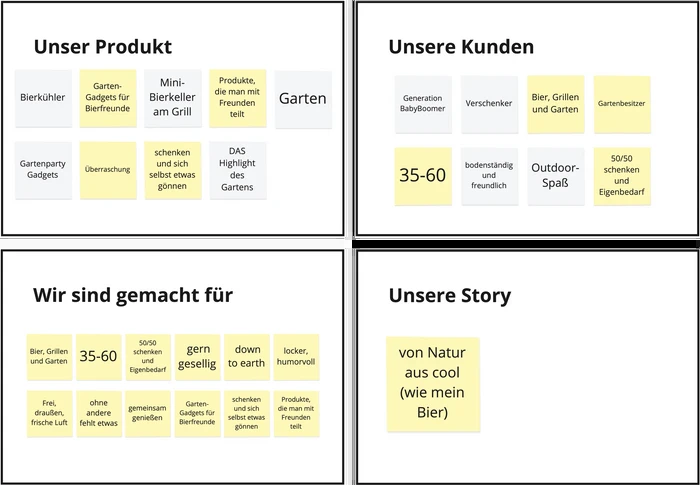 Unser Produkt
Bierkühler
Garten-
Gadgets für
Bierfreunde
Mini-
Bierkeller
am Grill
Produkte,
die man mit
Freunden
teilt
Garten
Gartenparty
Gadgets
Überraschung
schenken
und sich
selbst etwas
gönnen
DAS
Highlight
des
Gartens
Unsere Kunden
Generation
BabyBoomer
Verschenker
Bier, Grillen
und Garten
Gartenbesitzer
35-60
bodenständig
und
freundlich
Outdoor-
Spaß
50/50
schenken
und
Eigenbedarf
Wir sind gemacht für
Bier, Grillen
und Garten
35-60
50/50
schenken
und
Eigenbedarf
gern
gesellig
down
to earth
locker,
humorvoll
Frei,
draußen,
frische Luft
ohne
andere
fehlt etwas
gemeinsam
genießen
Garten-
Gadgets für
Bierfreunde
schenken
und sich
selbst etwas
gönnen
Produkte,
die man mit
Freunden
teilt
Unsere Story
von Natur
aus cool
(wie mein
Bier)